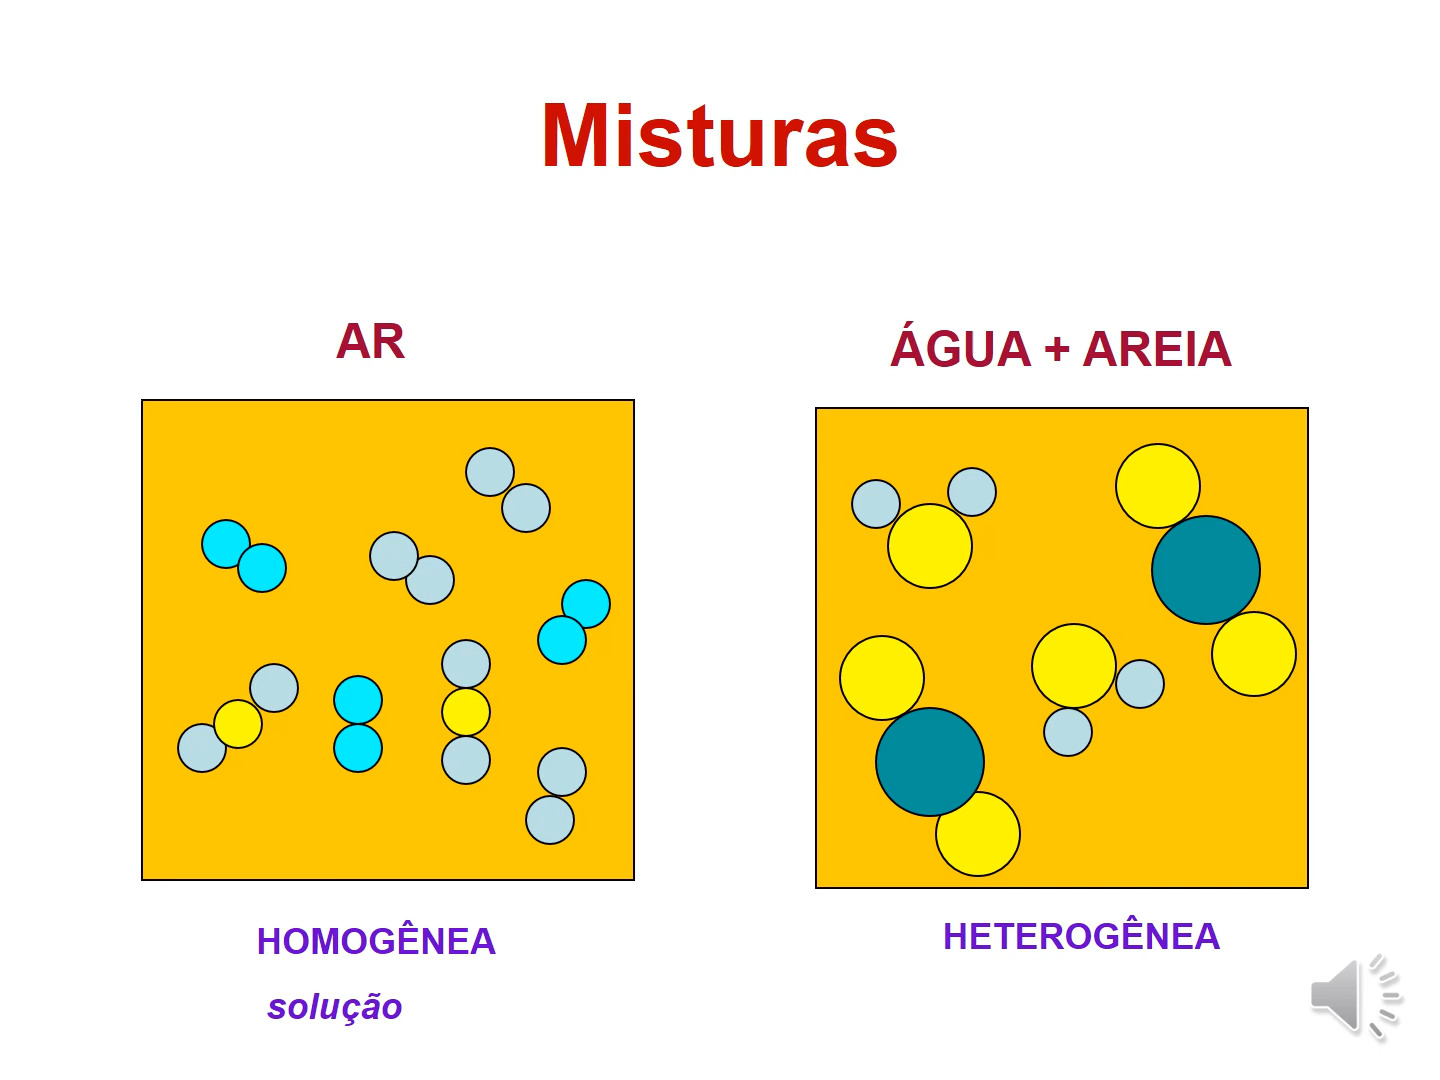 Misturas
AR
ÁGUA + AREIA
HOMOGÊNEA
solução
HETEROGÊNEA